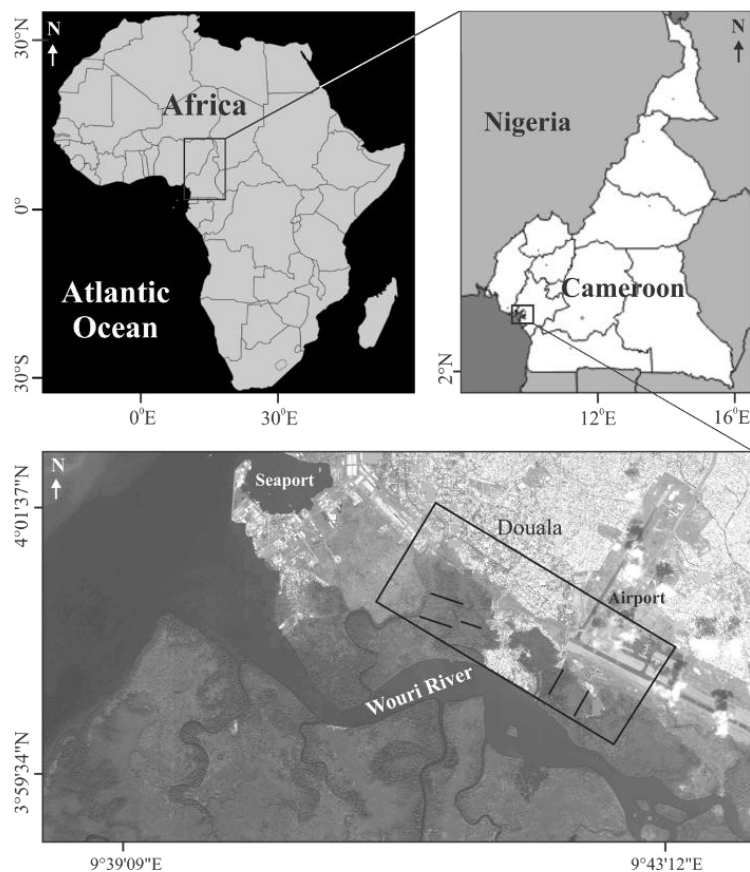 N
30°N
Africa
0°
Atlantic
Ocean
30°S
0°E
30°E
N
Nigeria
Cameroon
2°N
12°E
16°E
N
Seaport
4°01'37"N
Douala
Airport
Wouri River
3°59'34"N
9°39'09"E
9°43'12"E